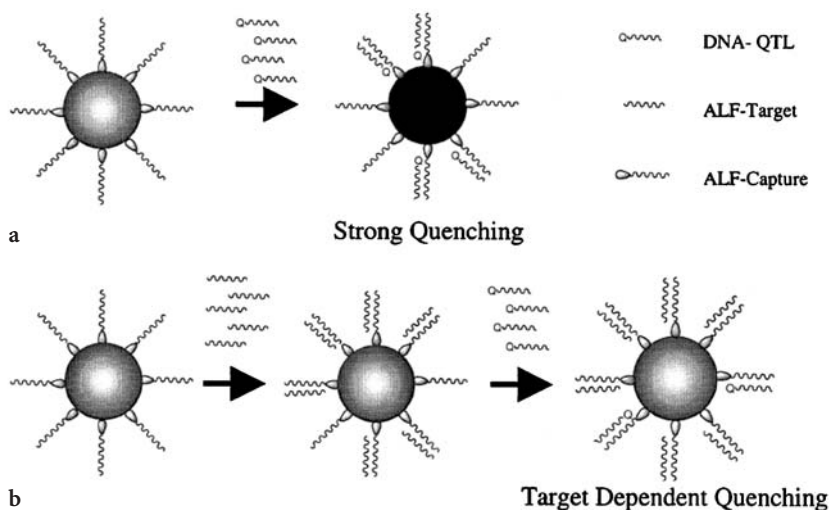 DNA- QTL
ALF-Target
ALF-Capture
a
Strong Quenching
b
Target Dependent Quenching